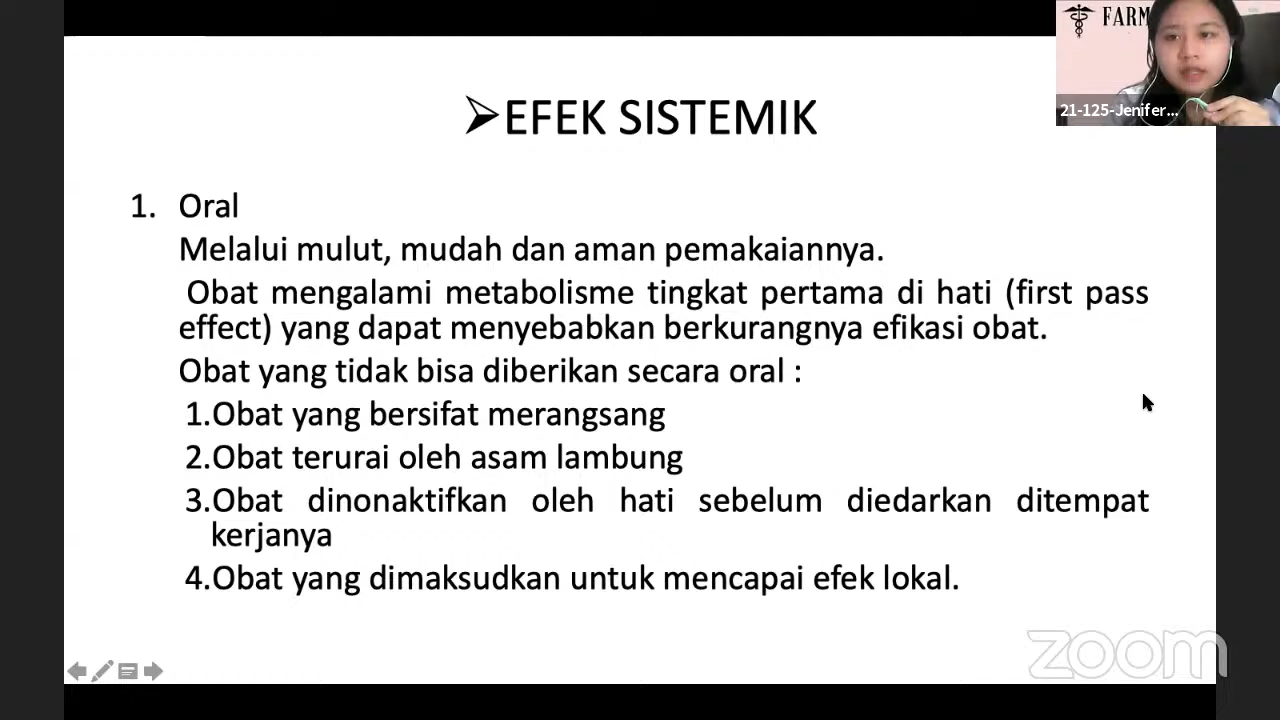 FARM
21-125-Jenifer...
➢EFEK SISTEMIK
1. Oral
Melalui mulut, mudah dan aman pemakaiannya.
Obat mengalami metabolisme tingkat pertama di hati (first pass
effect) yang dapat menyebabkan berkurangnya efikasi obat.
Obat yang tidak bisa diberikan secara oral :
1.Obat yang bersifat merangsang
2.Obat terurai oleh asam lambung
3.Obat dinonaktifkan oleh hati sebelum diedarkan ditempat
kerjanya
4.Obat yang dimaksudkan untuk mencapai efek lokal.
zoom